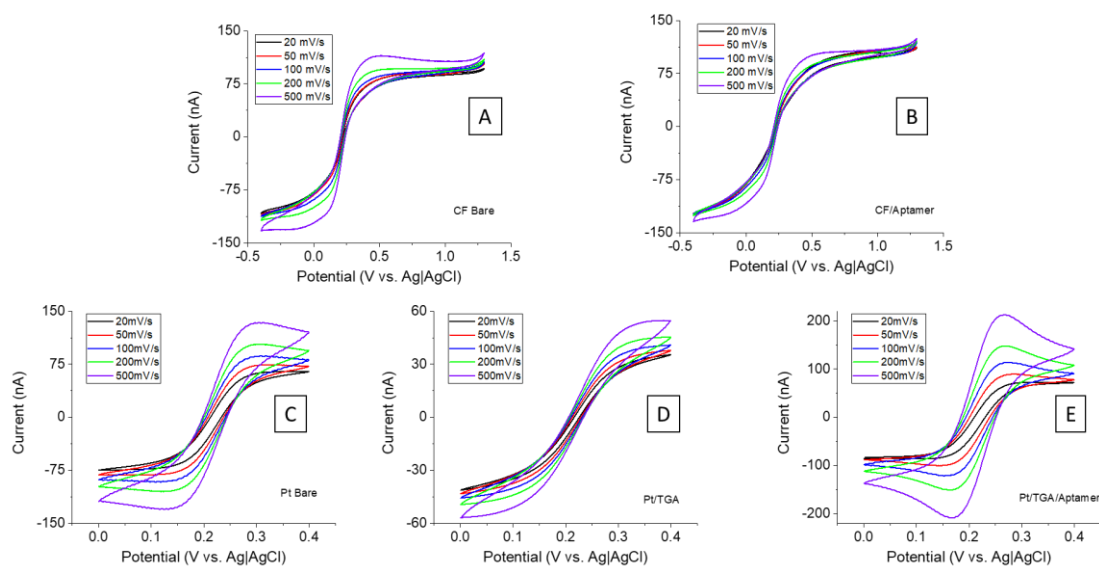 150
75
0
-75
-150
Current (nA)
20 mV/s
50 mV/s
100 mV/s
200 mV/s
500 mV/s
A
CF Bare
-0.5 0.0 0.5 1.0 1.5
Potential (V vs. Ag|AgCl)
150
75
0
-75
-150
Current (nA)
20 mV/s
50 mV/s
100 mV/s
200 mV/s
500 mV/s
B
CF/Aptamer
-0.5 0.0 0.5 1.0 1.5
Potential (V vs. Ag|AgCl)
150
75
0
-75
-150
Current (nA)
20mV/s
50mV/s
100mV/s
200mV/s
500mV/s
C
Pt Bare
0.0 0.1 0.2 0.3 0.4
Potential (V vs. Ag|AgCl)
60
30
0
-30
-60
Current (nA)
20mV/s
50mV/s
100mV/s
200mV/s
500mV/s
D
Pt/TGA
0.0 0.1 0.2 0.3 0.4
Potential (V vs. Ag|AgCl)
200
100
0
-100
-200
Current (nA)
20mV/s
50mV/s
100mV/s
200mV/s
500mV/s
E
Pt/TGA/Aptamer
0.0 0.1 0.2 0.3 0.4
Potential (V vs. Ag|AgCl)